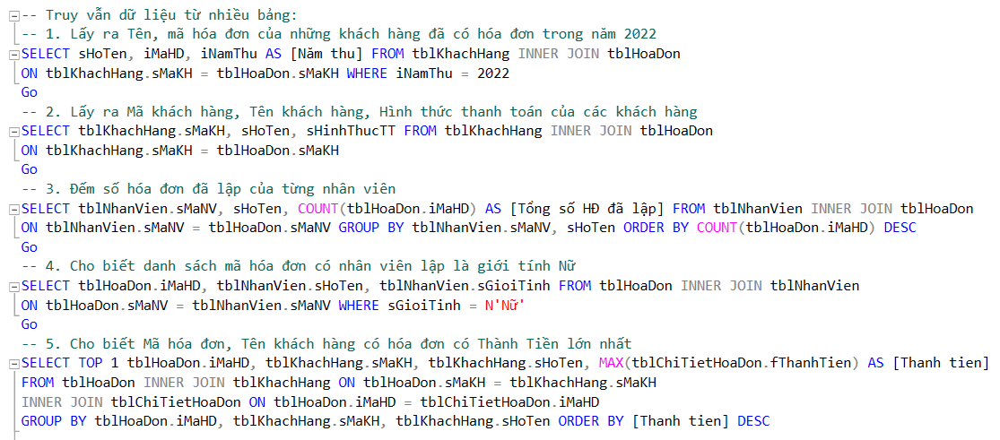 -- Truy vấn dữ liệu từ nhiều bảng:
-- 1. Lấy ra Tên, mã hóa đơn của những khách hàng đã có hóa đơn trong năm 2022
SELECT sHoTen, iMaHD, iNamThu AS [Năm thu] FROM tblKhachHang INNER JOIN tblHoaDon
ON tblKhachHang.sMaKH = tblHoaDon.sMaKH WHERE iNamThu = 2022
Go
-- 2. Lấy ra Mã khách hàng, Tên khách hàng, Hình thức thanh toán của các khách hàng
SELECT tblKhachHang.sMaKH, sHoTen, sHinhThucTT FROM tblKhachHang INNER JOIN tblHoaDon
ON tblKhachHang.sMaKH = tblHoaDon.sMaKH
Go
-- 3. Đếm số hóa đơn đã lập của từng nhân viên
SELECT tblNhanVien.sMaNV, sHoTen, COUNT(tblHoaDon.iMaHD) AS [Tổng số HĐ đã lập] FROM tblNhanVien INNER JOIN tblHoaDon
ON tblNhanVien.sMaNV = tblHoaDon.sMaNV GROUP BY tblNhanVien.sMaNV, sHoTen ORDER BY COUNT(tblHoaDon.iMaHD) DESC
Go
-- 4. Cho biết danh sách mã hóa đơn có nhân viên lập là giới tính Nữ
SELECT tblHoaDon.iMaHD, tblNhanVien.sHoTen, tblNhanVien.sGioiTinh FROM tblHoaDon INNER JOIN tblNhanVien
ON tblHoaDon.sMaNV = tblNhanVien.sMaNV WHERE sGioiTinh = N'Nữ'
Go
-- 5. Cho biết Mã hóa đơn, Tên khách hàng có hóa đơn có Thành Tiền lớn nhất
SELECT TOP 1 tblHoaDon.iMaHD, tblKhachHang.sMaKH, tblKhachHang.sHoTen, MAX(tblChiTietHoaDon.fThanhTien) AS [Thanh tien]
FROM tblHoaDon INNER JOIN tblKhachHang ON tblHoaDon.sMaKH = tblKhachHang.sMaKH
INNER JOIN tblChiTietHoaDon ON tblHoaDon.iMaHD = tblChiTietHoaDon.iMaHD
GROUP BY tblHoaDon.iMaHD, tblKhachHang.sMaKH, tblKhachHang.sHoTen ORDER BY [Thanh tien] DESC